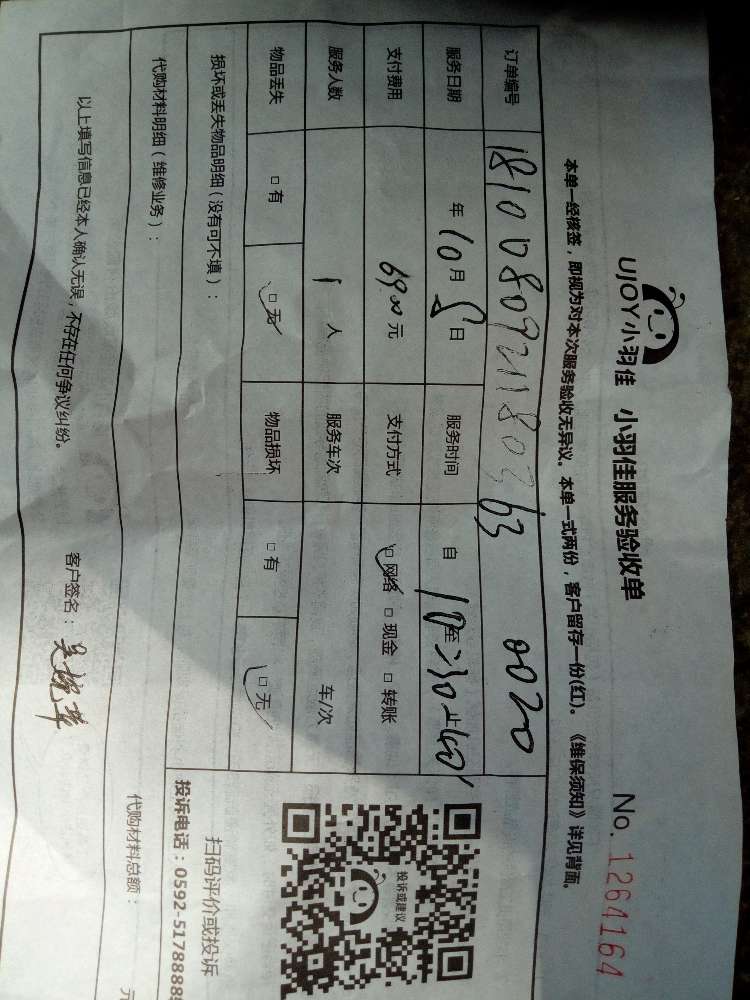 UJOY小羽佳 小羽佳服务验收单 No. 1264164
本单一经核签，即视为对本次服务验收无异议。本单一式两份，客户留存一份(红)。《维保须知》详见背面。
订单编号 0020
服务日期 年 10 月 8 日 服务时间 自 至 止
支付费用 元 支付方式 网络 现金 转账
服务人数 1 人 服务车次 车/次
物品丢失 有 无 物品损坏 有 无
损坏或丢失物品明细（没有可不填）：
代购材料明细（维修业务）：
代购材料总额： 元
以上填写信息已经本人确认无误，不存在任何争议纠纷。
客户签名：
投诉或建议
扫码评价或投诉
投诉电话：0592-5178888